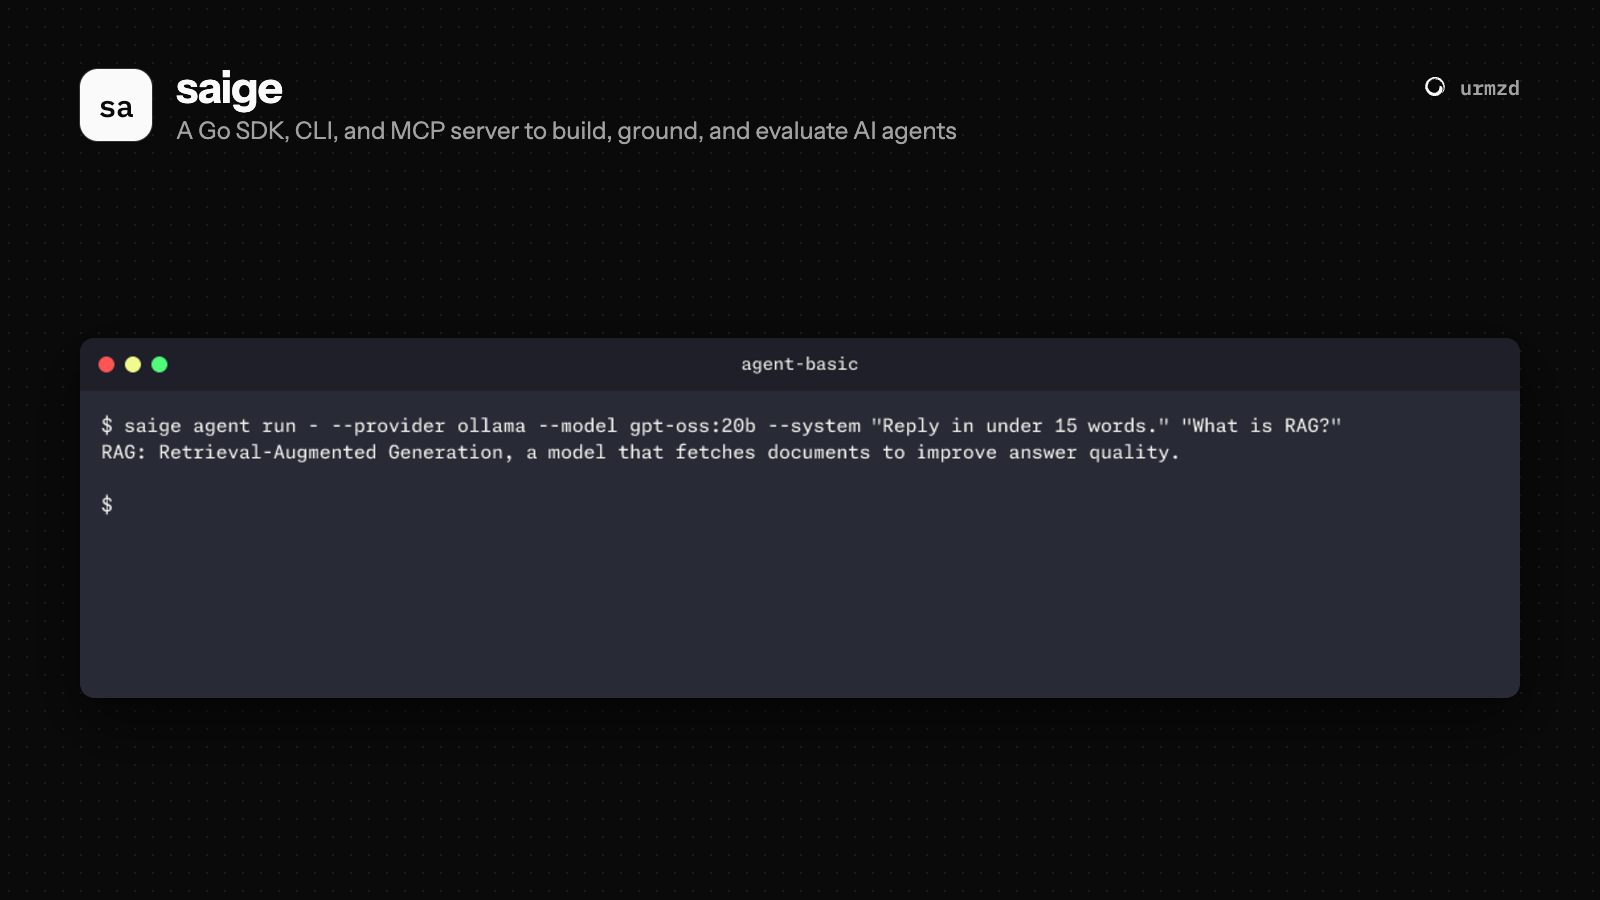 sa
saige
A Go SDK, CLI, and MCP server to build, ground, and evaluate AI agents
urmzd
agent-basic
$ saige agent run - --provider ollama --model gpt-oss:20b --system "Reply in under 15 words." "What is RAG?"
RAG: Retrieval-Augmented Generation, a model that fetches documents to improve answer quality.
$